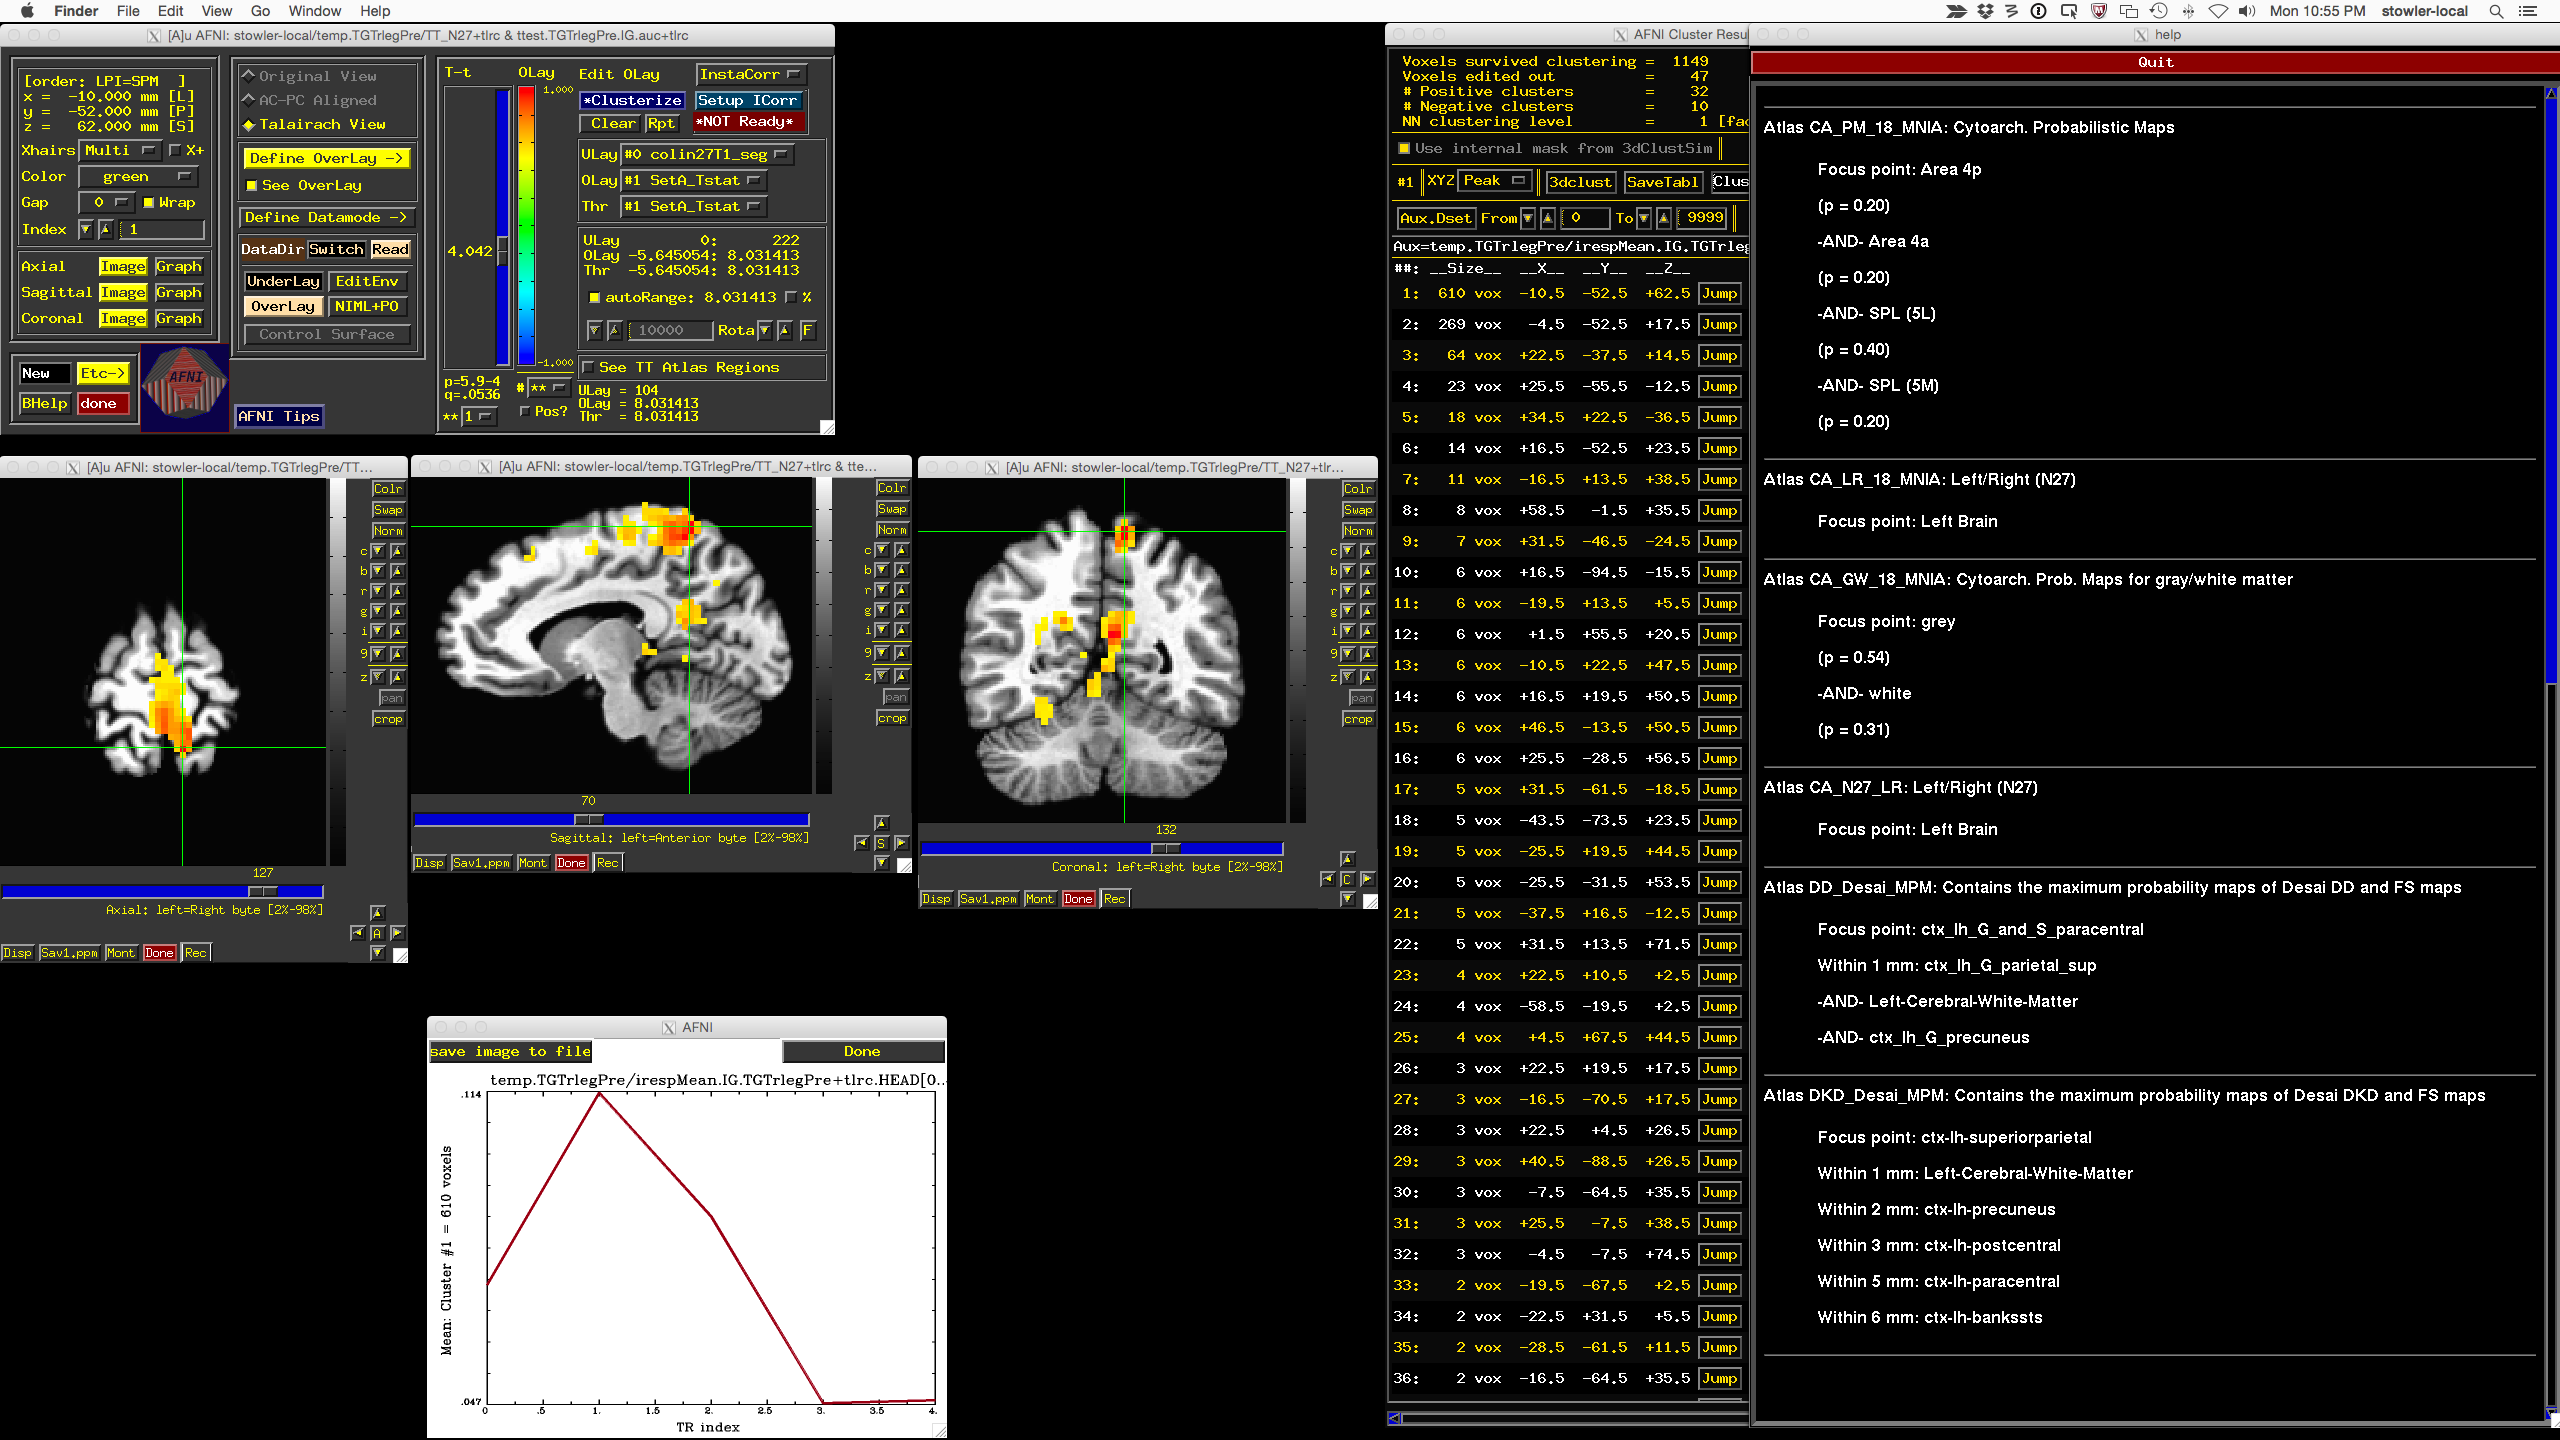 Finder File Edit View Go Window Help
Mon 10:55 PM stowler-local
[A]u AFNI: stowler-local/temp.TGTrlegPre/TT_N27+tlrc & ttest.TGTrlegPre.IG.auc+tlrc
[order: LPI=SPM ]
x = -10.000 mm [L]
y = -52.000 mm [P]
z = 62.000 mm [S]
Xhairs Multi X+
Color green
Gap 0 Wrap
Index 1
Axial Image Graph
Sagittal Image Graph
Coronal Image Graph
New Etc->
BHelp done
AFNI
Original View
AC-PC Aligned
Talairach View
Define OverLay ->
See OverLay
Define Datamode ->
DataDir Switch Read
UnderLay EditEnv
OverLay NIML+PO
Control Surface
AFNI Tips
T-t
4.042
p=5.9-4
q=.0536
** 1
OLay
1.000
-1.000
# **
Pos?
Edit OLay InstaCorr
*Clusterize Setup ICorr
Clear Rpt *NOT Ready*
ULay #0 colin27T1_seg
OLay #1 SetA_Tstat
Thr #1 SetA_Tstat
ULay 0: 222
OLay -5.645054: 8.031413
Thr -5.645054: 8.031413
autoRange: 8.031413 %
10000 Rota F
See TT Atlas Regions
ULay = 104
OLay = 8.031413
Thr = 8.031413
[A]u AFNI: stowler-local/temp.TGTrlegPre/TT...
Colr
Swap
Norm
c
b
r
g
i
9
z
pan
crop
127
Axial: left=Right byte [2%-98%]
A
Disp Sav1.ppm Mont Done Rec
[A]u AFNI: stowler-local/temp.TGTrlegPre/TT_N27+tlrc & tte...
Colr
Swap
Norm
c
b
r
g
i
9
z
pan
crop
70
Sagittal: left=Anterior byte [2%-98%]
S
Disp Sav1.ppm Mont Done Rec
[A]u AFNI: stowler-local/temp.TGTrlegPre/TT_N27+tlr...
Colr
Swap
Norm
c
b
r
g
i
9
z
pan
crop
132
Coronal: left=Right byte [2%-98%]
C
Disp Sav1.ppm Mont Done Rec
AFNI
save image to file Done
temp.TGTrlegPre/irespMean.IG.TGTrlegPre+tlrc.HEAD[0..
.114
Mean: Cluster #1 = 610 voxels
.047
0 .5 1. 1.5 2. 2.5 3. 3.5 4.
TR index
AFNI Cluster Resu
Voxels survived clustering = 1149
Voxels edited out = 47
# Positive clusters = 32
# Negative clusters = 10
NN clustering level = 1 [fac
Use internal mask from 3dClustSim
#1 XYZ Peak 3dclust SaveTabl Clus
Aux.Dset From 0 To 9999
Aux=temp.TGTrlegPre/irespMean.IG.TGTrleg
##: __Size__ __X__ __Y__ __Z__
1: 610 vox -10.5 -52.5 +62.5 Jump
2: 269 vox -4.5 -52.5 +17.5 Jump
3: 64 vox +22.5 -37.5 +14.5 Jump
4: 23 vox +25.5 -55.5 -12.5 Jump
5: 18 vox +34.5 +22.5 -36.5 Jump
6: 14 vox +16.5 -52.5 +23.5 Jump
7: 11 vox -16.5 +13.5 +38.5 Jump
8: 8 vox +58.5 -1.5 +35.5 Jump
9: 7 vox +31.5 -46.5 -24.5 Jump
10: 6 vox +16.5 -94.5 -15.5 Jump
11: 6 vox -19.5 +13.5 +5.5 Jump
12: 6 vox +1.5 +55.5 +20.5 Jump
13: 6 vox -10.5 +22.5 +47.5 Jump
14: 6 vox +16.5 +19.5 +50.5 Jump
15: 6 vox +46.5 -13.5 +50.5 Jump
16: 6 vox +25.5 -28.5 +56.5 Jump
17: 5 vox +31.5 -61.5 -18.5 Jump
18: 5 vox -43.5 -73.5 +23.5 Jump
19: 5 vox -25.5 +19.5 +44.5 Jump
20: 5 vox -25.5 -31.5 +53.5 Jump
21: 5 vox -37.5 +16.5 -12.5 Jump
22: 5 vox +31.5 +13.5 +71.5 Jump
23: 4 vox +22.5 +10.5 +2.5 Jump
24: 4 vox -58.5 -19.5 +2.5 Jump
25: 4 vox +4.5 +67.5 +44.5 Jump
26: 3 vox +22.5 +19.5 +17.5 Jump
27: 3 vox -16.5 -70.5 +17.5 Jump
28: 3 vox +22.5 +4.5 +26.5 Jump
29: 3 vox +40.5 -88.5 +26.5 Jump
30: 3 vox -7.5 -64.5 +35.5 Jump
31: 3 vox +25.5 -7.5 +38.5 Jump
32: 3 vox -4.5 -7.5 +74.5 Jump
33: 2 vox -19.5 -67.5 +2.5 Jump
34: 2 vox -22.5 +31.5 +5.5 Jump
35: 2 vox -28.5 -61.5 +11.5 Jump
36: 2 vox -16.5 -64.5 +35.5 Jump
help
Quit
Atlas CA_PM_18_MNIA: Cytoarch. Probabilistic Maps
Focus point: Area 4p
(p = 0.20)
-AND- Area 4a
(p = 0.20)
-AND- SPL (5L)
(p = 0.40)
-AND- SPL (5M)
(p = 0.20)
Atlas CA_LR_18_MNIA: Left/Right (N27)
Focus point: Left Brain
Atlas CA_GW_18_MNIA: Cytoarch. Prob. Maps for gray/white matter
Focus point: grey
(p = 0.54)
-AND- white
(p = 0.31)
Atlas CA_N27_LR: Left/Right (N27)
Focus point: Left Brain
Atlas DD_Desai_MPM: Contains the maximum probability maps of Desai DD and FS maps
Focus point: ctx_lh_G_and_S_paracentral
Within 1 mm: ctx_lh_G_parietal_sup
-AND- Left-Cerebral-White-Matter
-AND- ctx_lh_G_precuneus
Atlas DKD_Desai_MPM: Contains the maximum probability maps of Desai DKD and FS maps
Focus point: ctx-lh-superiorparietal
Within 1 mm: Left-Cerebral-White-Matter
Within 2 mm: ctx-lh-precuneus
Within 3 mm: ctx-lh-postcentral
Within 5 mm: ctx-lh-paracentral
Within 6 mm: ctx-lh-bankssts